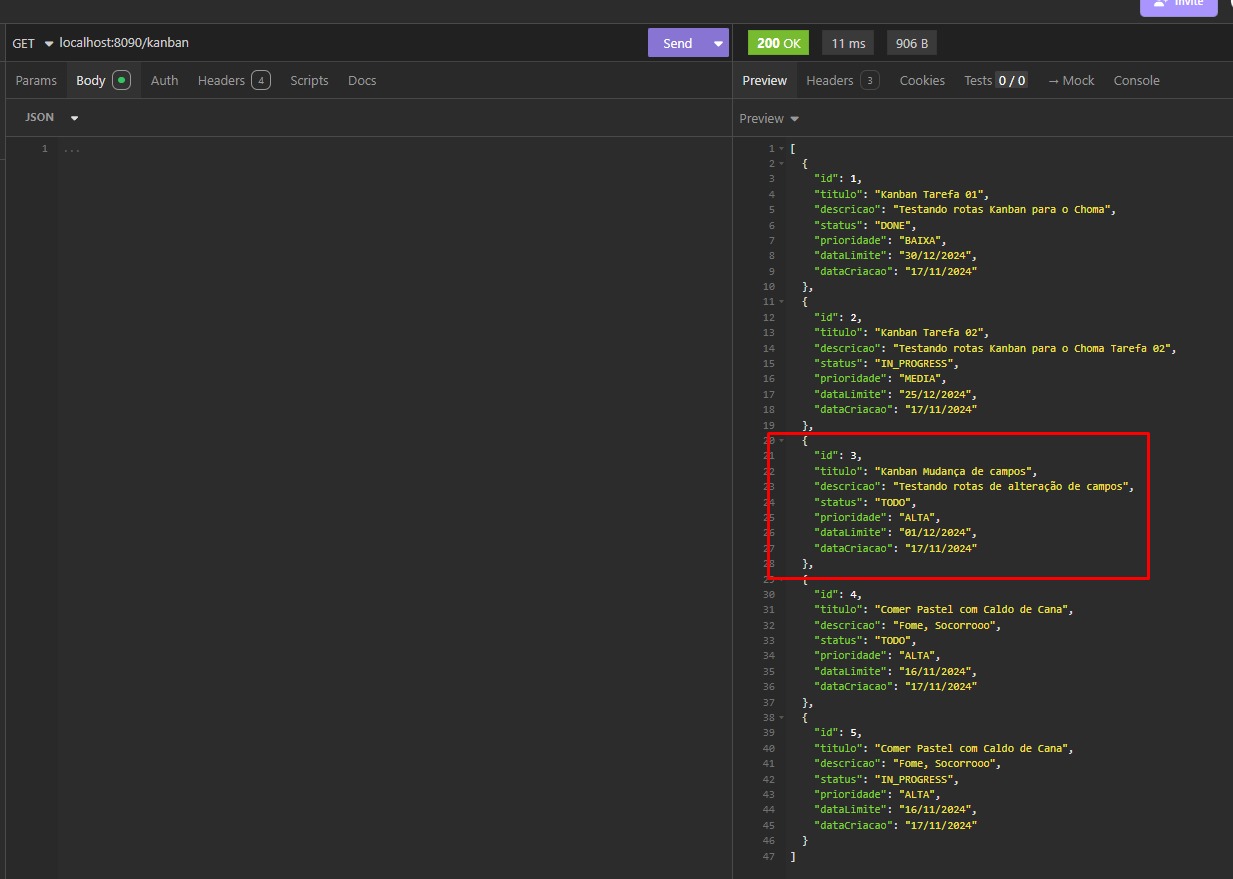 Invite
GET localhost:8090/kanban Send 200 OK 11 ms 906 B
Params Body Auth Headers 4 Scripts Docs
Preview Headers 3 Cookies Tests 0 / 0 → Mock Console
JSON
Preview
1 ...
1 [
2 {
3 "id": 1,
4 "titulo": "Kanban Tarefa 01",
5 "descricao": "Testando rotas Kanban para o Choma",
6 "status": "DONE",
7 "prioridade": "BAIXA",
8 "dataLimite": "30/12/2024",
9 "dataCriacao": "17/11/2024"
10 },
11 {
12 "id": 2,
13 "titulo": "Kanban Tarefa 02",
14 "descricao": "Testando rotas Kanban para o Choma Tarefa 02",
15 "status": "IN_PROGRESS",
16 "prioridade": "MEDIA",
17 "dataLimite": "25/12/2024",
18 "dataCriacao": "17/11/2024"
19 },
20 {
21 "id": 3,
22 "titulo": "Kanban Mudança de campos",
23 "descricao": "Testando rotas de alteração de campos",
24 "status": "TODO",
25 "prioridade": "ALTA",
26 "dataLimite": "01/12/2024",
27 "dataCriacao": "17/11/2024"
28 },
29 {
30 "id": 4,
31 "titulo": "Comer Pastel com Caldo de Cana",
32 "descricao": "Fome, Socorrooo",
33 "status": "TODO",
34 "prioridade": "ALTA",
35 "dataLimite": "16/11/2024",
36 "dataCriacao": "17/11/2024"
37 },
38 {
39 "id": 5,
40 "titulo": "Comer Pastel com Caldo de Cana",
41 "descricao": "Fome, Socorrooo",
42 "status": "IN_PROGRESS",
43 "prioridade": "ALTA",
44 "dataLimite": "16/11/2024",
45 "dataCriacao": "17/11/2024"
46 }
47 ]